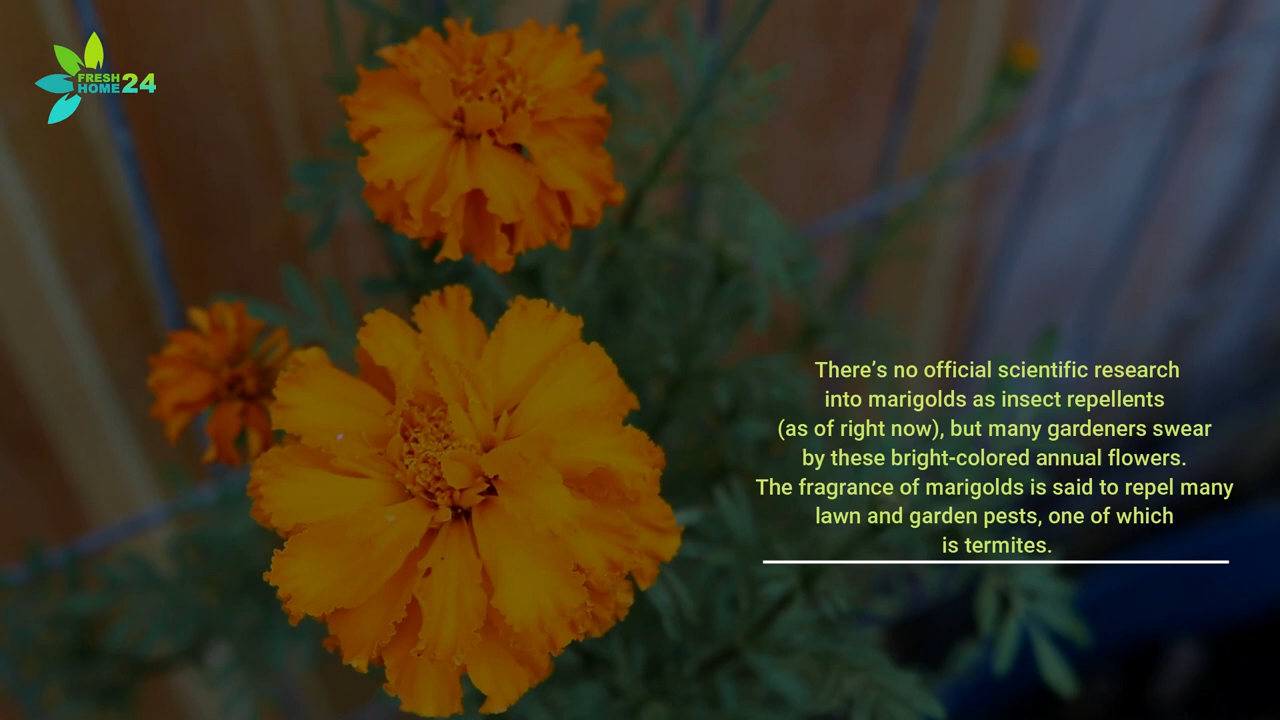 FRESH
HOME 24
There’s no official scientific research
into marigolds as insect repellents
(as of right now), but many gardeners swear
by these bright-colored annual flowers.
The fragrance of marigolds is said to repel many
lawn and garden pests, one of which
is termites.